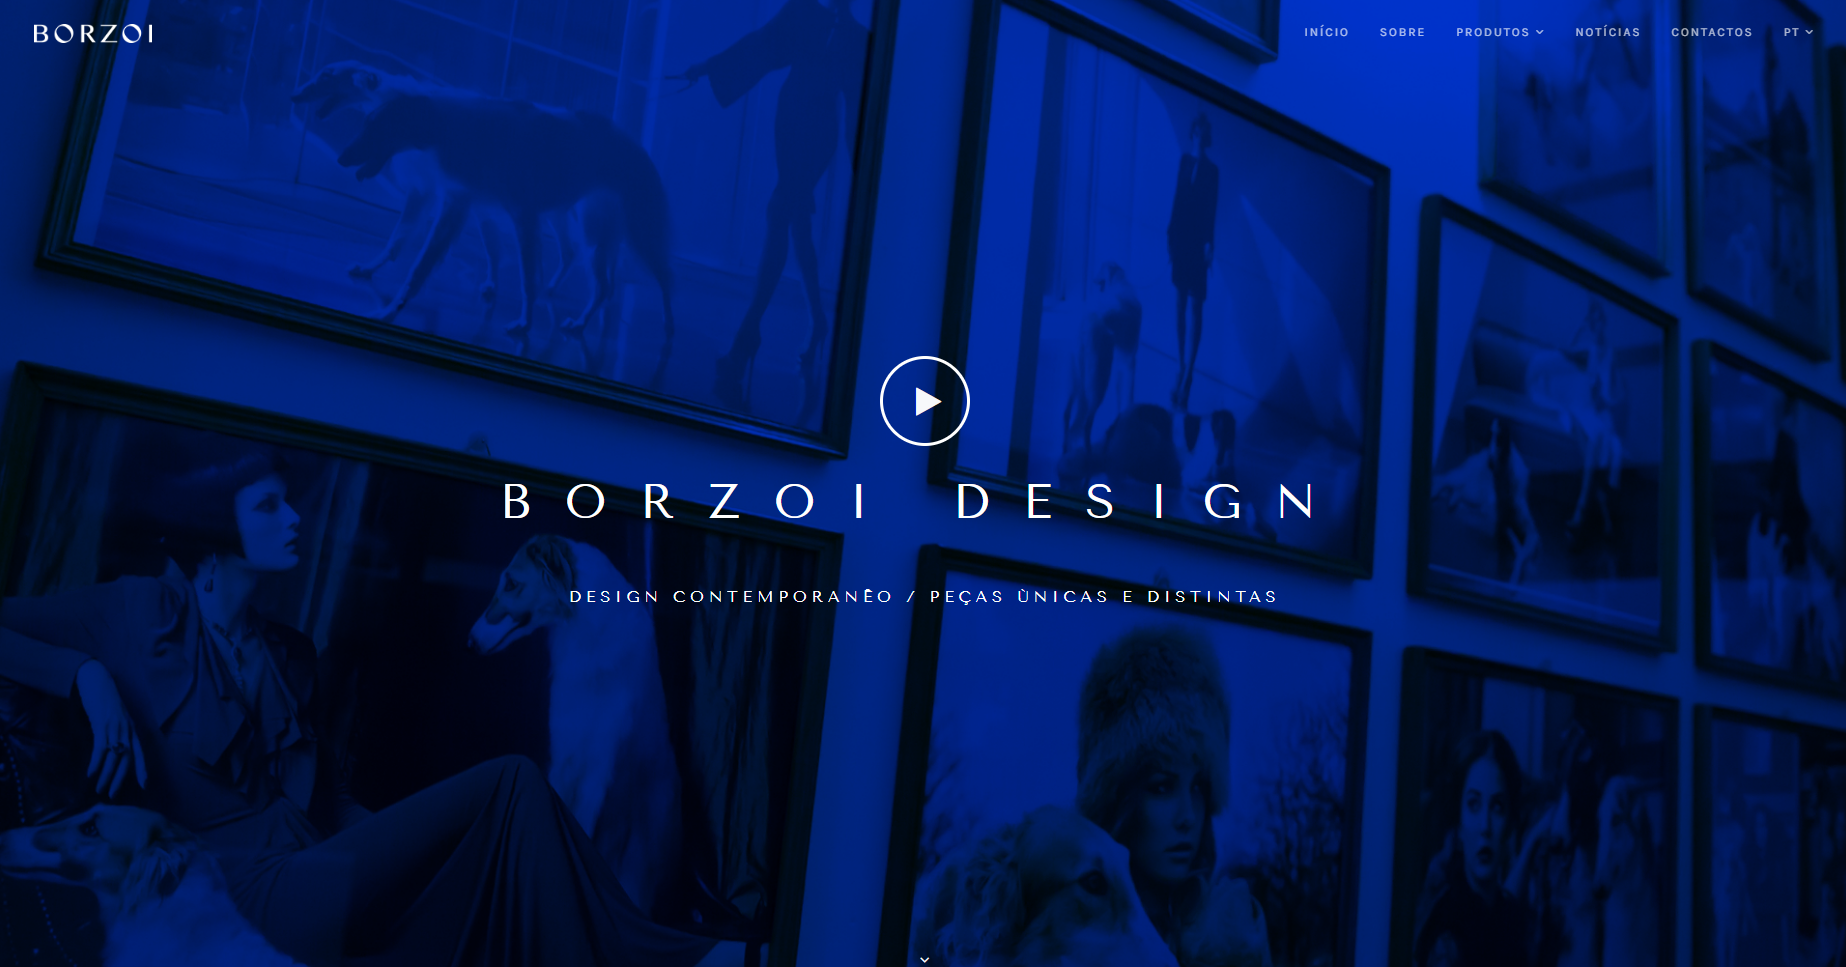 BORZOI
INÍCIO SOBRE PRODUTOS NOTÍCIAS CONTACTOS PT
BORZOI DESIGN
DESIGN CONTEMPORANÊO / PEÇAS ÙNICAS E DISTINTAS